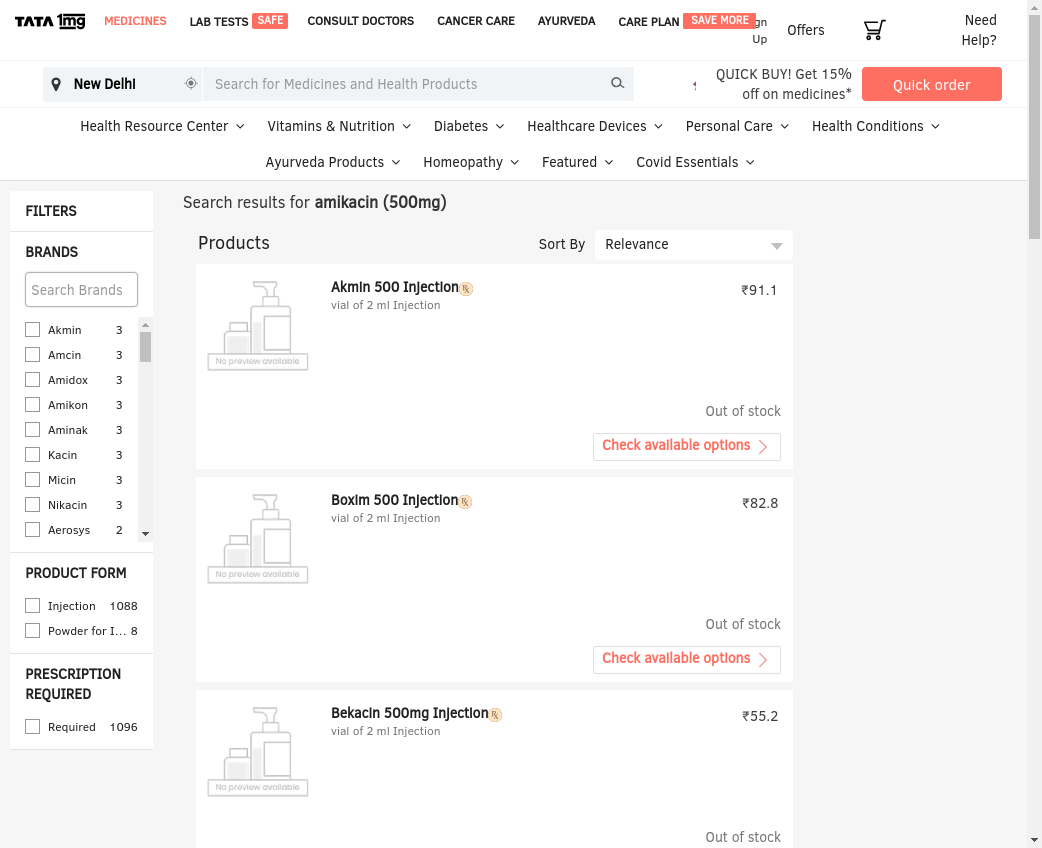 TATA 1mg
MEDICINES
LAB TESTS
SAFE
CONSULT DOCTORS
CANCER CARE
AYURVEDA
CARE PLAN
SAVE MORE
Up
Offers
Need
Help?
New Delhi
Search for Medicines and Health Products
QUICK BUY! Get 15%
off on medicines*
Quick order
Health Resource Center
Vitamins & Nutrition
Diabetes
Healthcare Devices
Personal Care
Health Conditions
Ayurveda Products
Homeopathy
Featured
Covid Essentials
FILTERS
BRANDS
Search Brands
Akmin 3
Amcin 3
Amidox 3
Amikon 3
Aminak 3
Kacin 3
Micin 3
Nikacin 3
Aerosys 2
PRODUCT FORM
Injection 1088
Powder for I... 8
PRESCRIPTION
REQUIRED
Required 1096
Search results for amikacin (500mg)
Products
Sort By
Relevance
No preview available
Akmin 500 Injection
vial of 2 ml Injection
₹91.1
Out of stock
Check available options
No preview available
Boxim 500 Injection
vial of 2 ml Injection
₹82.8
Out of stock
Check available options
No preview available
Bekacin 500mg Injection
vial of 2 ml Injection
₹55.2
Out of stock